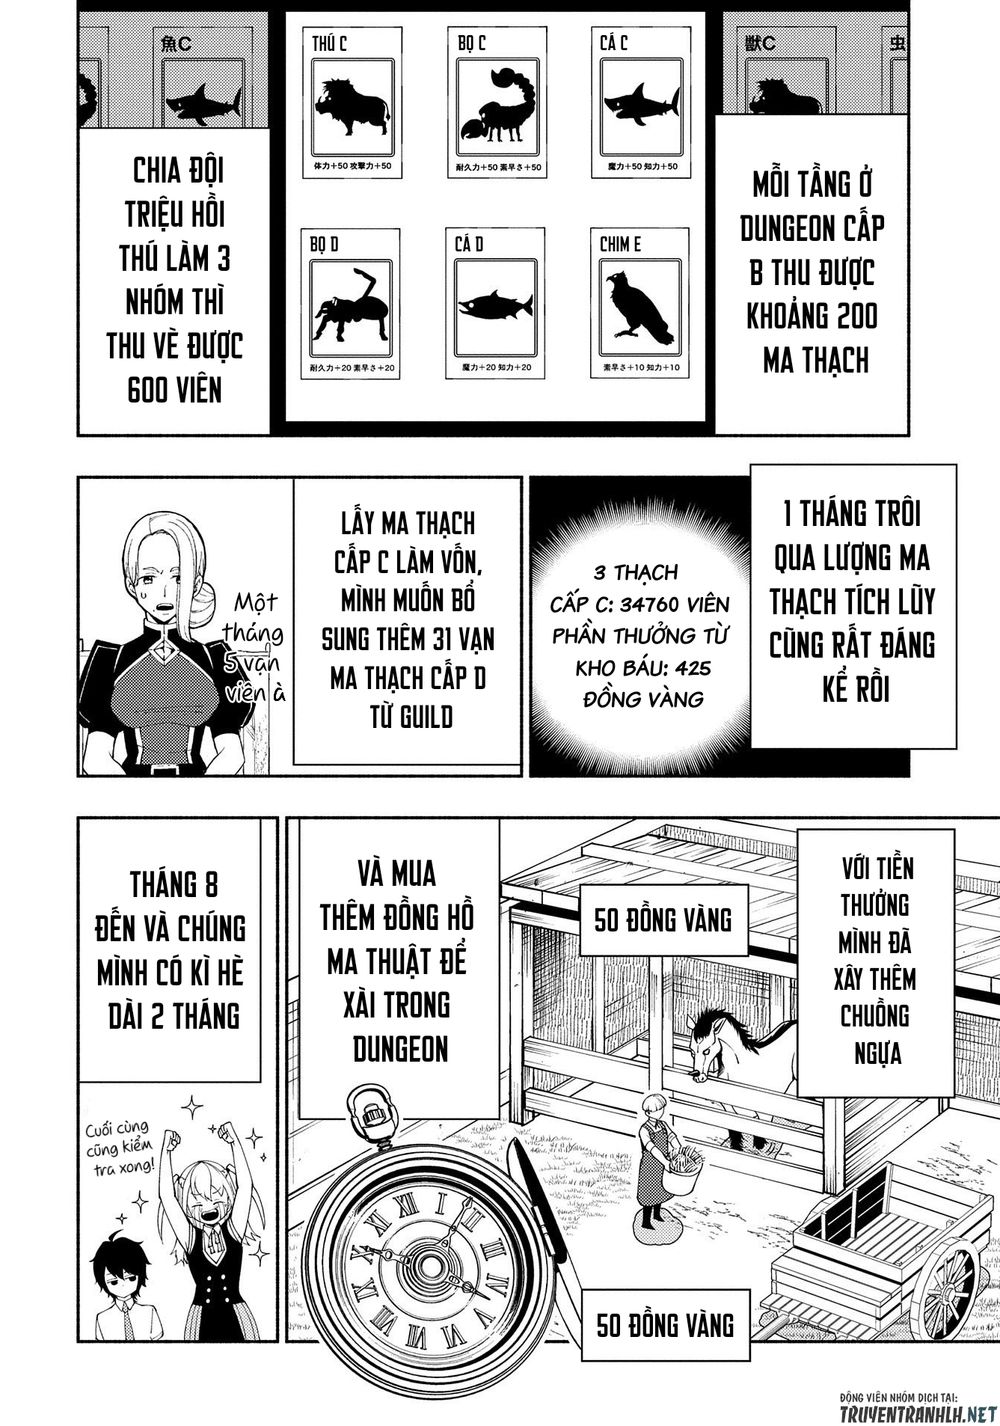 MỖI TẦNG Ở
DUNGEON CẤP
B THU ĐƯỢC
KHOẢNG 200
MA THẠCH
獣C
虫
THÚ C
BỌ C
CÁ C
体力+50 攻撃力+50
耐久力+50 素早さ+50
魔力+50 知力+50
BỌ D
CÁ D
CHIM E
耐久力+20 素早さ+20
魔力+20 知力+20
素早さ+10 知力+10
魚C
CHIA ĐỘI
TRIỆU HỒI
THÚ LÀM 3
NHÓM THÌ
THU VỀ ĐƯỢC
600 VIÊN
1 THÁNG TRÔI
QUA LƯỢNG MA
THẠCH TÍCH LŨY
CŨNG RẤT ĐÁNG
KỂ RỒI
3 THẠCH
CẤP C: 34760 VIÊN
PHẦN THƯỞNG TỪ
KHO BÁU: 425
ĐỒNG VÀNG
LẤY MA THẠCH
CẤP C LÀM VỐN,
MÌNH MUỐN BỔ
SUNG THÊM 31 VẠN
MA THẠCH CẤP D
TỪ GUILD
Một
tháng
5 vạn
viên à
VỚI TIỀN
THƯỞNG
MÌNH ĐÃ
XÂY THÊM
CHUỒNG
NGỰA
50 ĐỒNG VÀNG
VÀ MUA
THÊM ĐỒNG HỒ
MA THUẬT ĐỂ
XÀI TRONG
DUNGEON
50 ĐỒNG VÀNG
THÁNG 8
ĐẾN VÀ CHÚNG
MÌNH CÓ KÌ HÈ
DÀI 2 THÁNG
Cuối cùng
cũng kiểm
tra xong!
ĐỘNG VIÊN NHÓM DỊCH TẠI:
TRUYENTRANHLH.NET